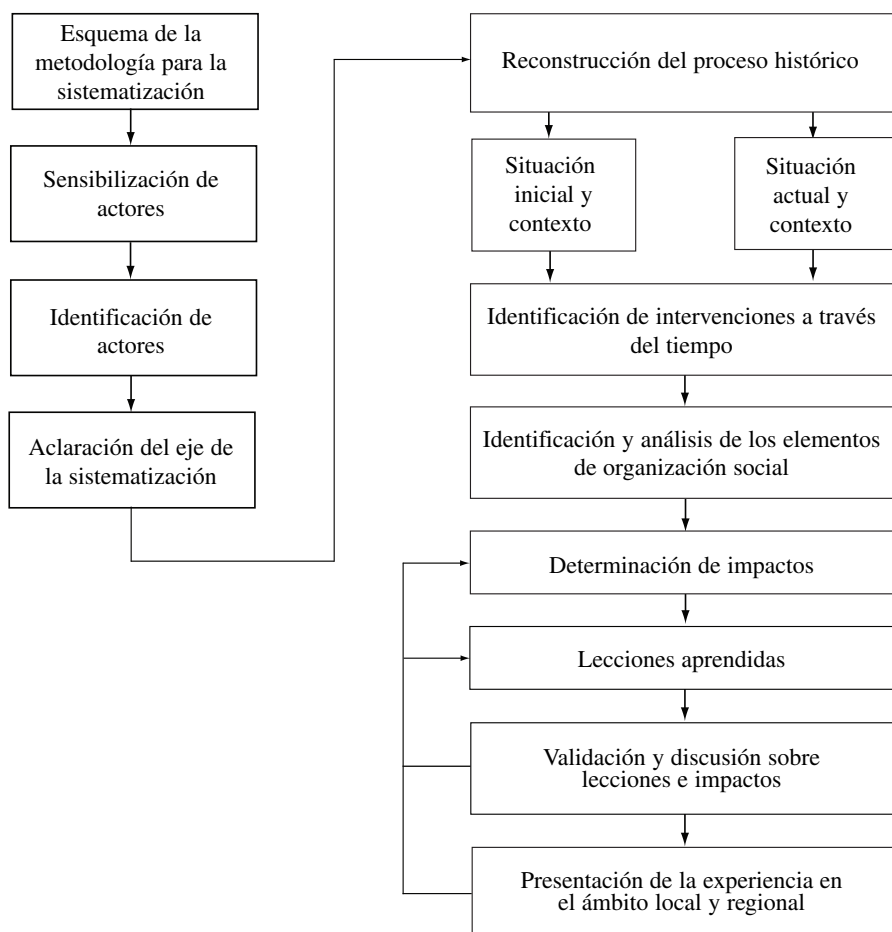 Esquema de la
metodología para la
sistematización
Sensibilización de
actores
Identificación de
actores
Aclaración del eje de
la sistematización
Reconstrucción del proceso histórico
Situación
inicial y
contexto
Situación
actual y
contexto
Identificación de intervenciones a través
del tiempo
Identificación y análisis de los elementos
de organización social
Determinación de impactos
Lecciones aprendidas
Validación y discusión sobre
lecciones e impactos
Presentación de la experiencia en
el ámbito local y regional